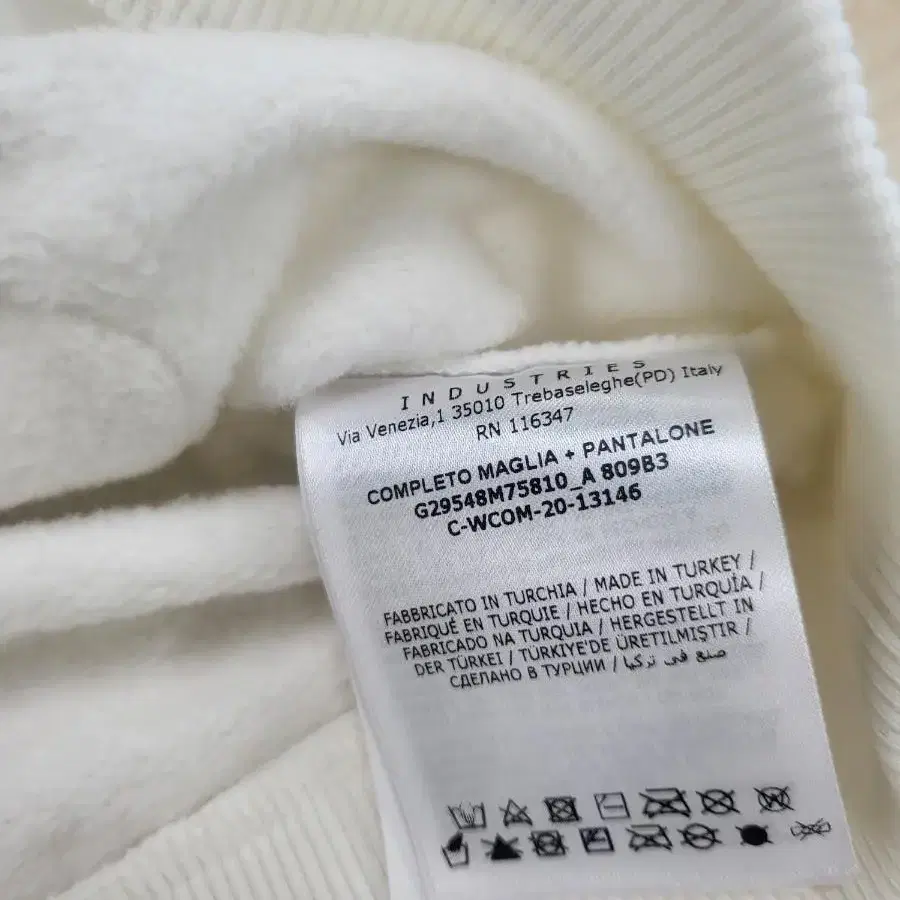 INDUSTRIES
Via Venezia,1 35010 Trebaseleghe(PD) Italy
RN 116347
COMPLETO MAGLIA + PANTALONE
G29548M75810_A 809B3
C-WCOM-20-13146
FABBRICATO IN TURCHIA / MADE IN TURKEY /
FABRIQUÉ EN TURQUIE / HECHO EN TURQUÍA /
FABRICADO NA TURQUIA / HERGESTELLT IN
DER TÜRKEI / TÜRKIYE'DE ÜRETILMIŞTIR /
СДЕЛАНО В ТУРЦИИ / صنع في تركيا